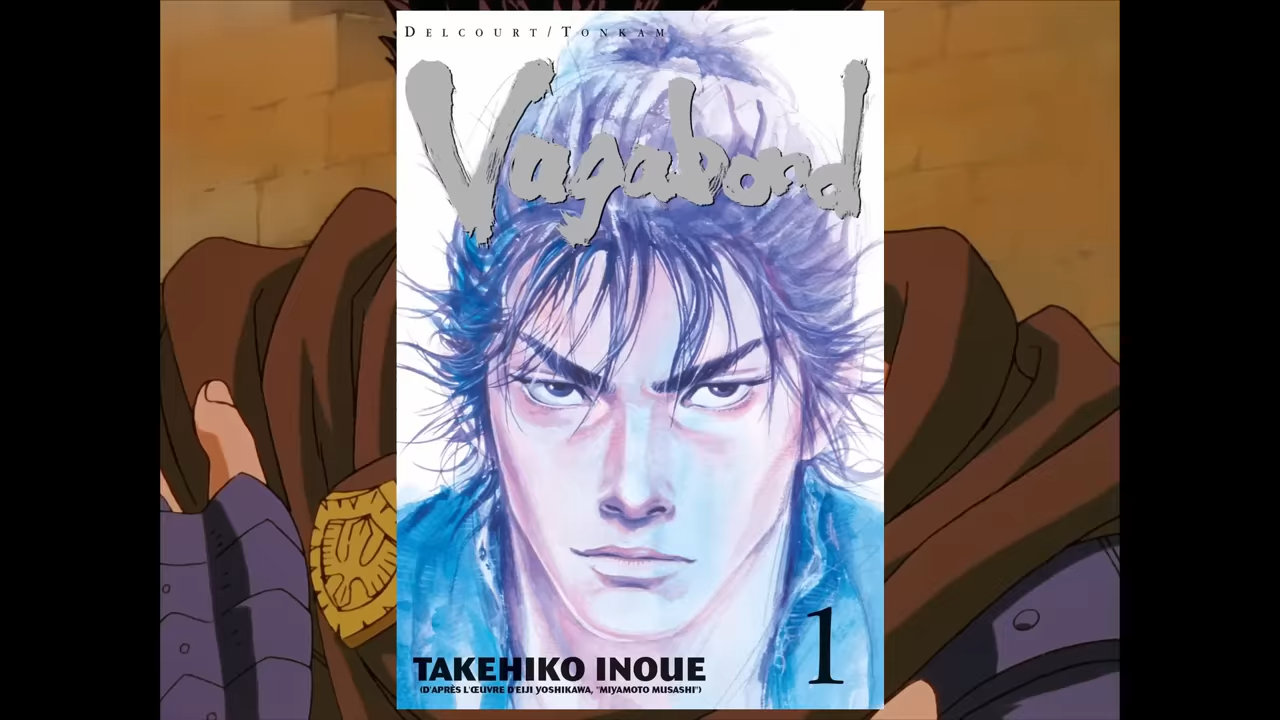 DELCOURT/TONKAM
Vagabond
1
TAKEHIKO INOUE
(D'APRÈS L'ŒUVRE D'EIJI YOSHIKAWA, "MIYAMOTO MUSASHI")